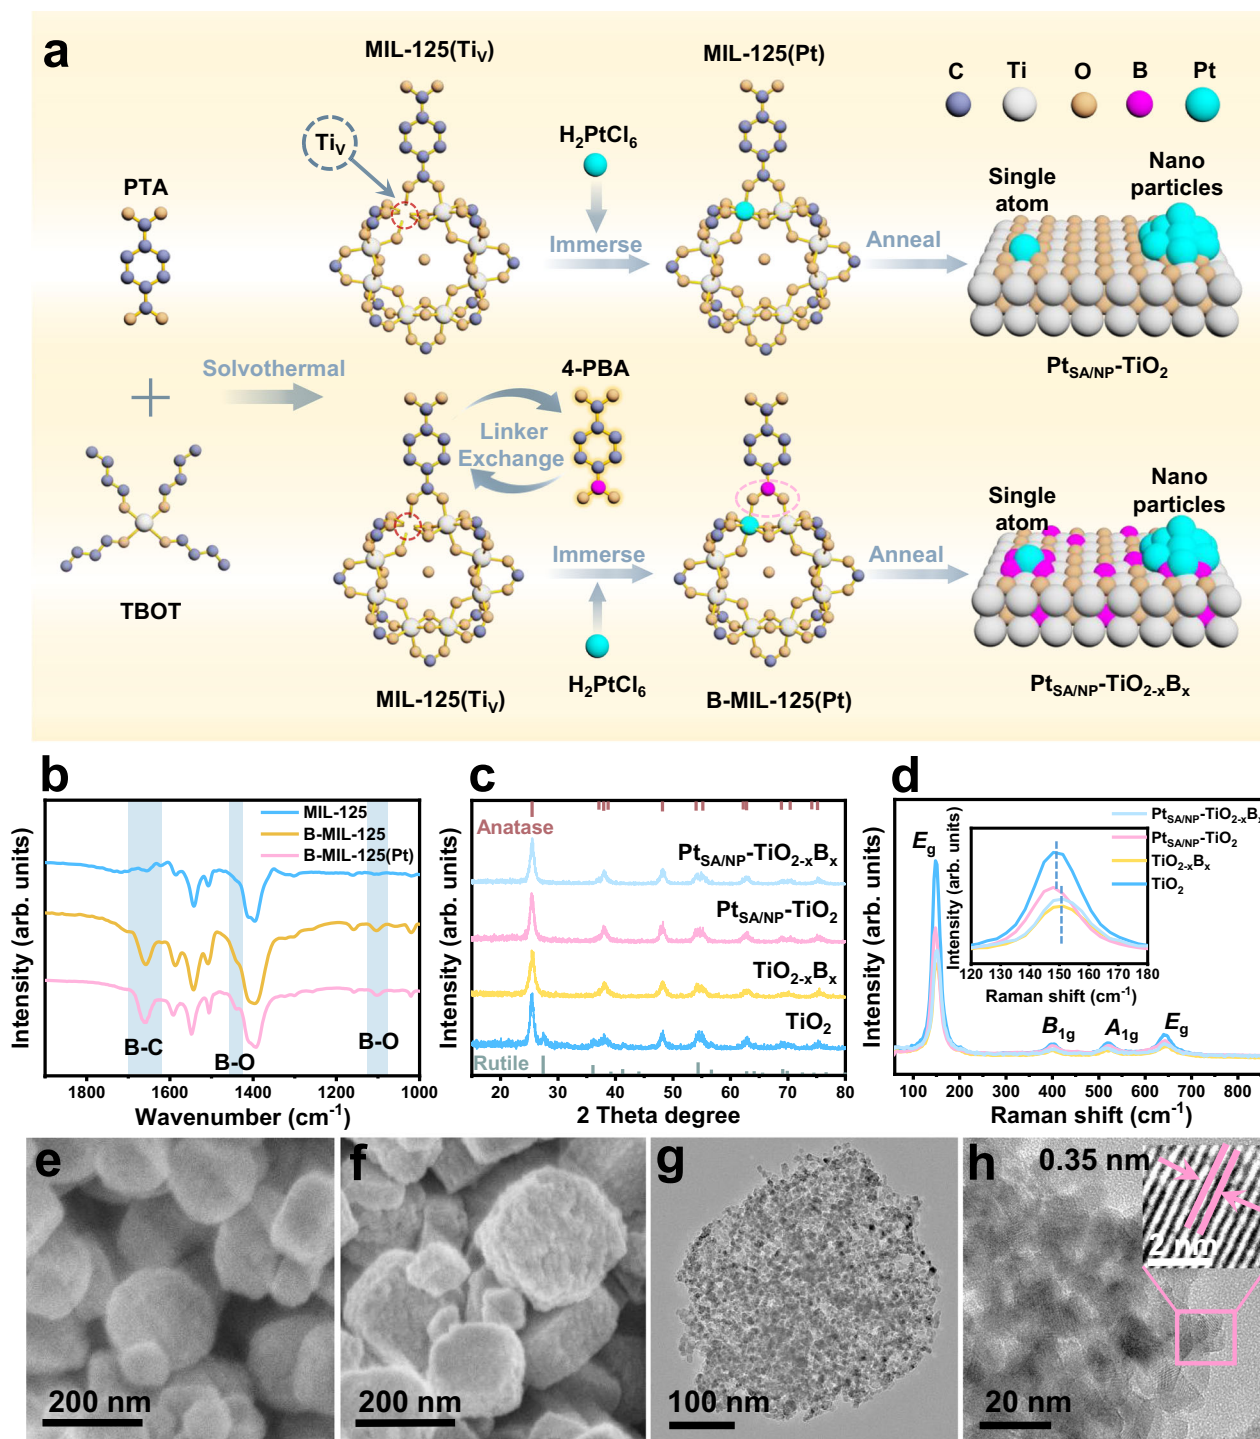 a
MIL-125(TiV)
MIL-125(Pt)
C
Ti
O
B
Pt
TiV
H2PtCl6
PTA
Single
atom
Nano
particles
Immerse
Anneal
PtSA/NP-TiO2
Solvothermal
4-PBA
Linker
Exchange
TBOT
Immerse
Anneal
Single
atom
Nano
particles
MIL-125(TiV)
H2PtCl6
B-MIL-125(Pt)
PtSA/NP-TiO2-xBx
b
Intensity (arb. units)
MIL-125
B-MIL-125
B-MIL-125(Pt)
B-C
B-O
B-O
1800
1600
1400
1200
1000
Wavenumber (cm-1)
c
Intensity (arb. units)
Anatase
PtSA/NP-TiO2-xBx
PtSA/NP-TiO2
TiO2-xBx
TiO2
Rutile
20
30
40
50
60
70
80
2 Theta degree
d
Intensity (arb. units)
Eg
PtSA/NP-TiO2-xBx
PtSA/NP-TiO2
TiO2-xBx
TiO2
Intensity (arb. units)
120 130 140 150 160 170 180
Raman shift (cm-1)
B1g
A1g
Eg
100 200 300 400 500 600 700 800
Raman shift (cm-1)
e
200 nm
f
200 nm
g
100 nm
h
0.35 nm
2 nm
20 nm